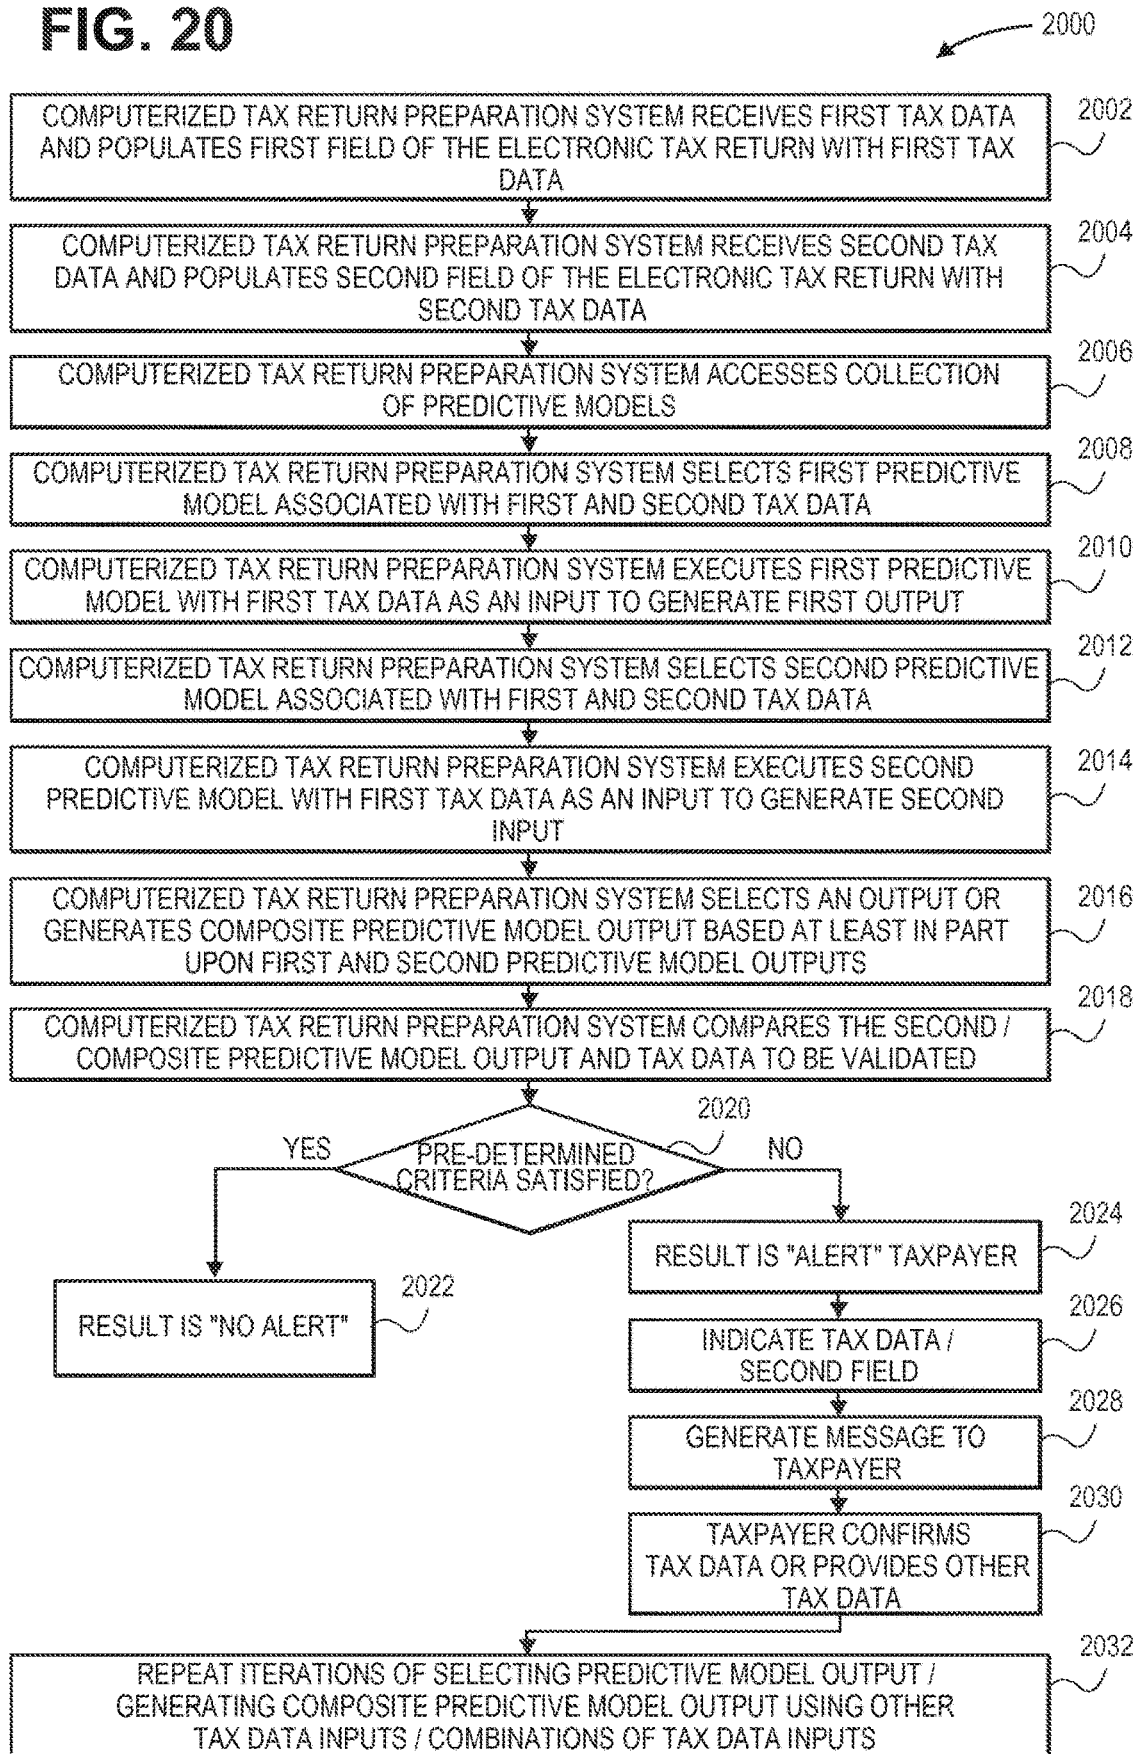 FIG. 20
2000
COMPUTERIZED TAX RETURN PREPARATION SYSTEM RECEIVES FIRST TAX DATA
AND POPULATES FIRST FIELD OF THE ELECTRONIC TAX RETURN WITH FIRST TAX
DATA
2002
COMPUTERIZED TAX RETURN PREPARATION SYSTEM RECEIVES SECOND TAX
DATA AND POPULATES SECOND FIELD OF THE ELECTRONIC TAX RETURN WITH
SECOND TAX DATA
2004
COMPUTERIZED TAX RETURN PREPARATION SYSTEM ACCESSES COLLECTION
OF PREDICTIVE MODELS
2006
COMPUTERIZED TAX RETURN PREPARATION SYSTEM SELECTS FIRST PREDICTIVE
MODEL ASSOCIATED WITH FIRST AND SECOND TAX DATA
2008
COMPUTERIZED TAX RETURN PREPARATION SYSTEM EXECUTES FIRST PREDICTIVE
MODEL WITH FIRST TAX DATA AS AN INPUT TO GENERATE FIRST OUTPUT
2010
COMPUTERIZED TAX RETURN PREPARATION SYSTEM SELECTS SECOND PREDICTIVE
MODEL ASSOCIATED WITH FIRST AND SECOND TAX DATA
2012
COMPUTERIZED TAX RETURN PREPARATION SYSTEM EXECUTES SECOND
PREDICTIVE MODEL WITH FIRST TAX DATA AS AN INPUT TO GENERATE SECOND
INPUT
2014
COMPUTERIZED TAX RETURN PREPARATION SYSTEM SELECTS AN OUTPUT OR
GENERATES COMPOSITE PREDICTIVE MODEL OUTPUT BASED AT LEAST IN PART
UPON FIRST AND SECOND PREDICTIVE MODEL OUTPUTS
2016
COMPUTERIZED TAX RETURN PREPARATION SYSTEM COMPARES THE SECOND /
COMPOSITE PREDICTIVE MODEL OUTPUT AND TAX DATA TO BE VALIDATED
2018
PRE-DETERMINED
CRITERIA SATISFIED?
2020
YES
NO
RESULT IS "NO ALERT"
2022
RESULT IS "ALERT" TAXPAYER
2024
INDICATE TAX DATA /
SECOND FIELD
2026
GENERATE MESSAGE TO
TAXPAYER
2028
TAXPAYER CONFIRMS
TAX DATA OR PROVIDES OTHER
TAX DATA
2030
REPEAT ITERATIONS OF SELECTING PREDICTIVE MODEL OUTPUT /
GENERATING COMPOSITE PREDICTIVE MODEL OUTPUT USING OTHER
TAX DATA INPUTS / COMBINATIONS OF TAX DATA INPUTS
2032